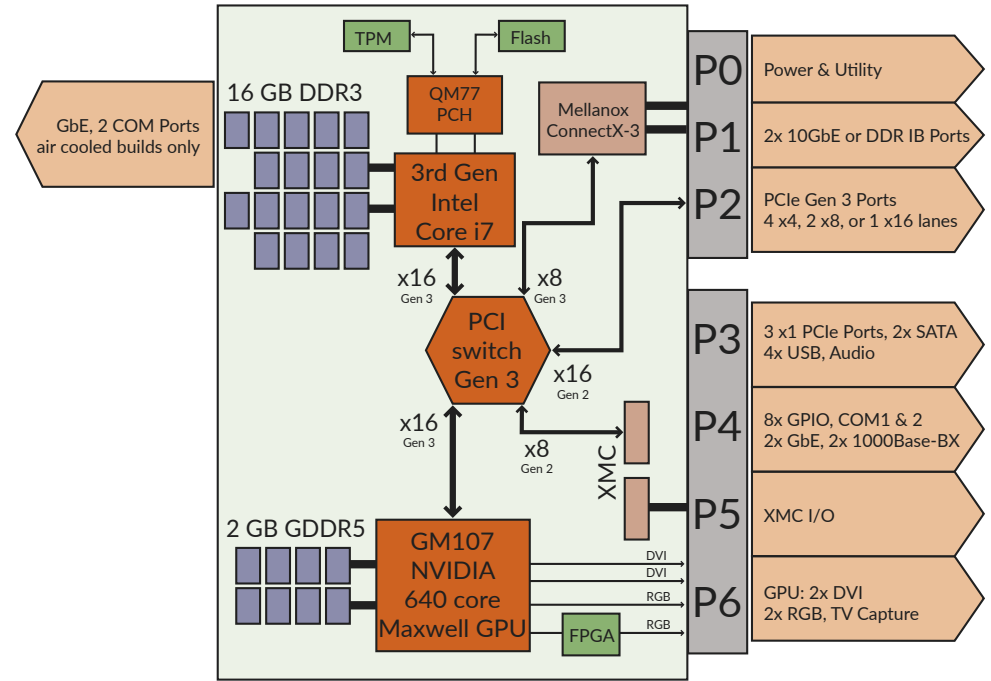 TPM
Flash
P0
Power & Utility
16 GB DDR3
QM77
PCH
Mellanox
ConnectX-3
GbE, 2 COM Ports
air cooled builds only
P1
2x 10GbE or DDR IB Ports
3rd Gen
Intel
Core i7
P2
PCIe Gen 3 Ports
4 x4, 2 x8, or 1 x16 lanes
x16
Gen 3
x8
Gen 3
PCI
switch
Gen 3
P3
3 x1 PCIe Ports, 2x SATA
4x USB, Audio
x16
Gen 2
x16
Gen 3
x8
Gen 2
XMC
P4
8x GPIO, COM1 & 2
2x GbE, 2x 1000Base-BX
P5
XMC I/O
2 GB GDDR5
GM107
NVIDIA
640 core
Maxwell GPU
DVI
DVI
RGB
FPGA
RGB
P6
GPU: 2x DVI
2x RGB, TV Capture